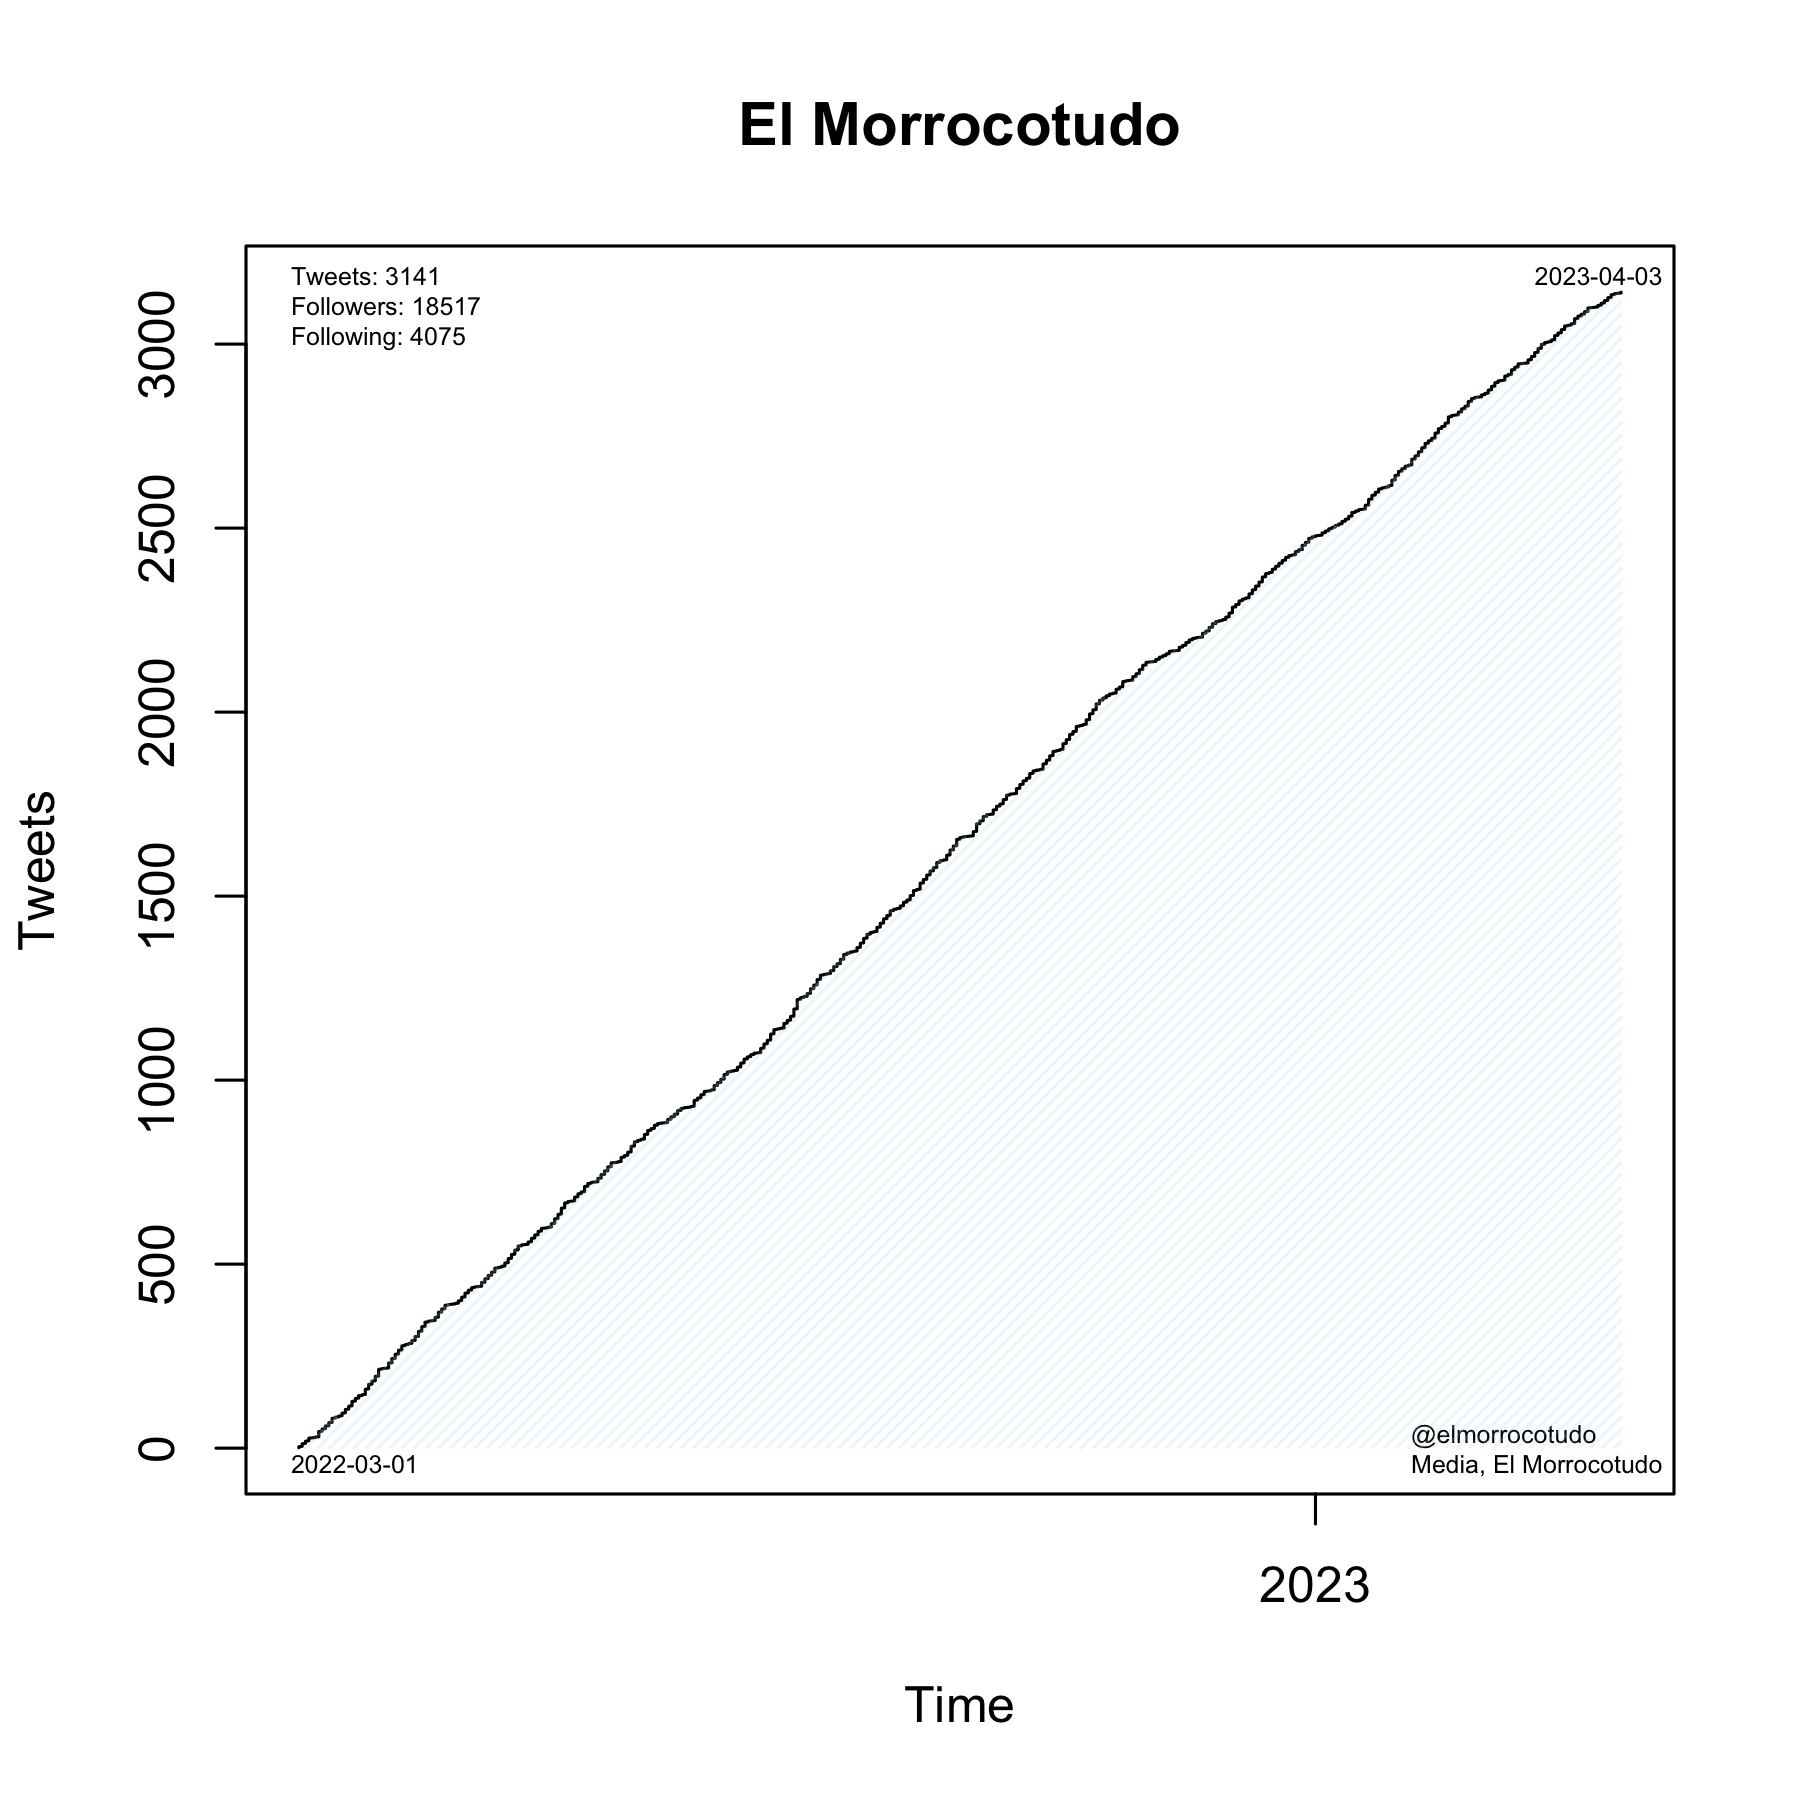 El Morrocotudo
Tweets: 3141
Followers: 18517
Following: 4075
2023-04-03
3000
2500
2000
1500
1000
500
0
Tweets
@elmorrocotudo
Media, El Morrocotudo
2022-03-01
2023
Time